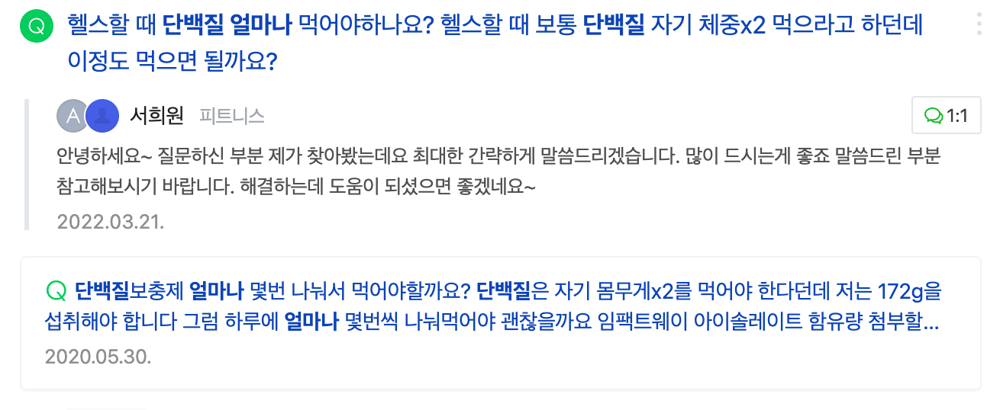 헬스할 때 단백질 얼마나 먹어야하나요? 헬스할 때 보통 단백질 자기 체중x2 먹으라고 하던데
이정도 먹으면 될까요?
A 서희원 피트니스 1:1
안녕하세요~ 질문하신 부분 제가 찾아봤는데요 최대한 간략하게 말씀드리겠습니다. 많이 드시는게 좋죠 말씀드린 부분
참고해보시기 바랍니다. 해결하는데 도움이 되셨으면 좋겠네요~
2022.03.21.
Q 단백질보충제 얼마나 몇번 나눠서 먹어야할까요? 단백질은 자기 몸무게x2를 먹어야 한다던데 저는 172g을
섭취해야 합니다 그럼 하루에 얼마나 몇번씩 나눠먹어야 괜찮을까요 임팩트웨이 아이솔레이트 함유량 첨부할...
2020.05.30.